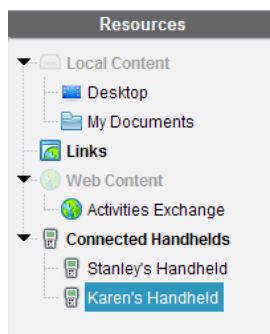 Resources
Local Content
Desktop
My Documents
Links
Web Content
Activities Exchange
Connected Handhelds
Stanley's Handheld
Karen's Handheld